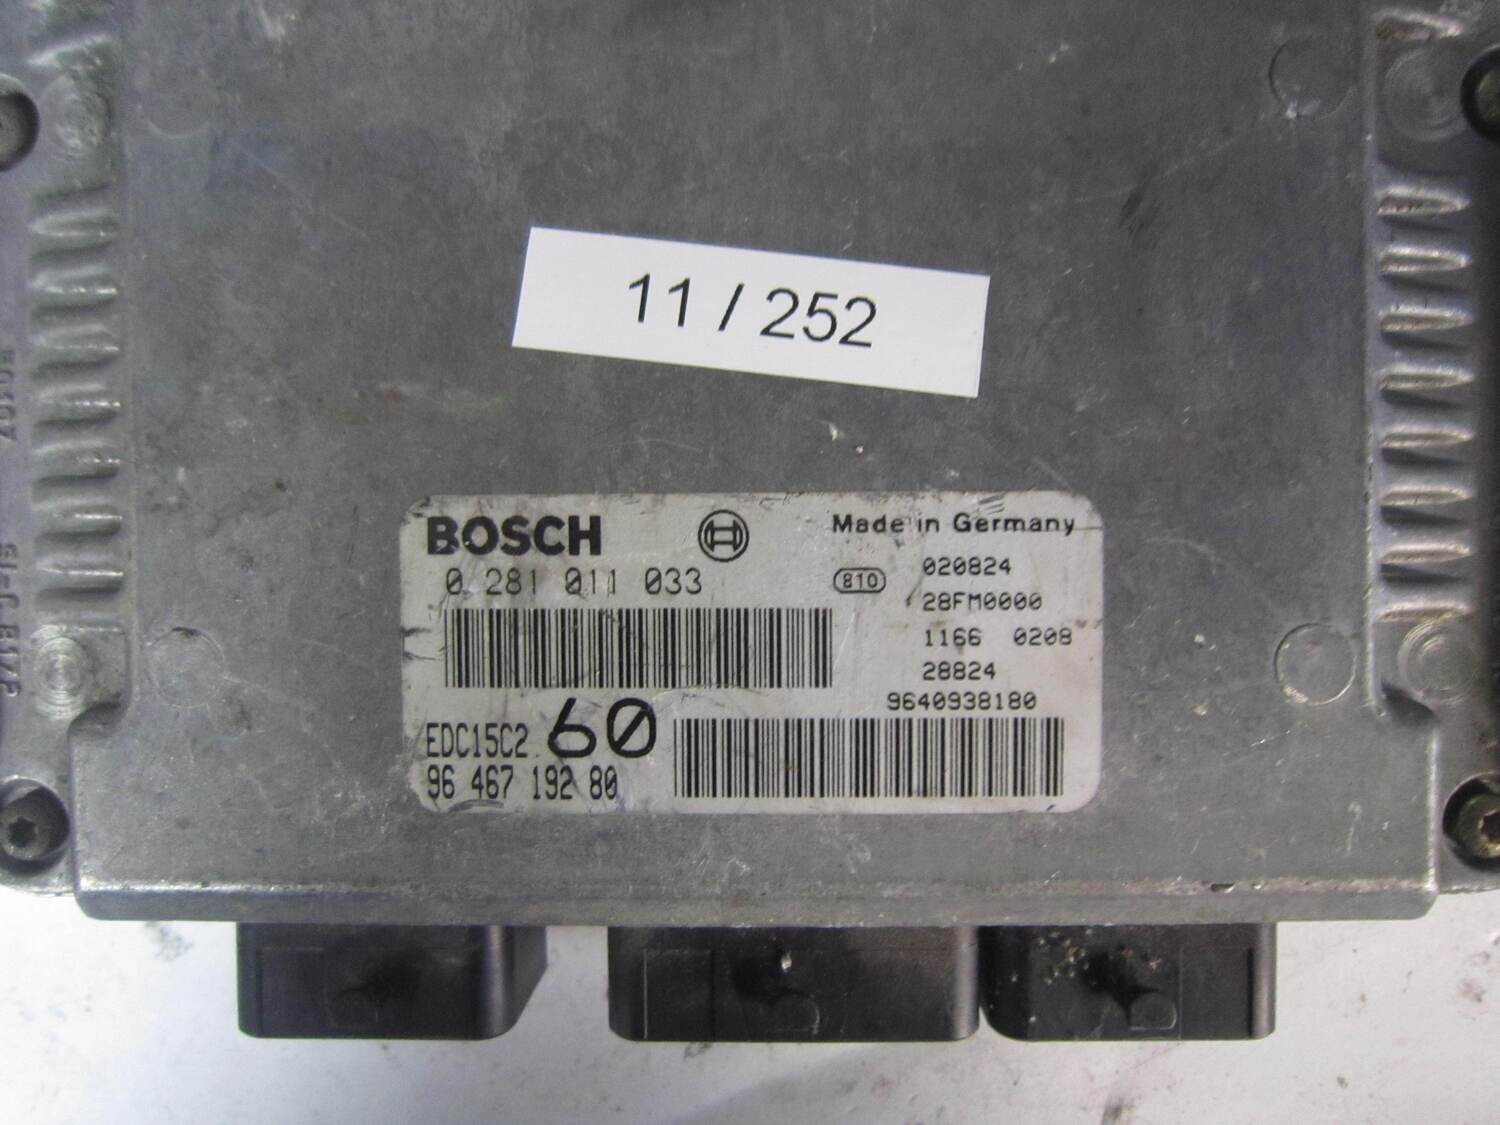 11 / 252
BOSCH
Made in Germany
0 281 011 033
810
020824
28FM0000
1166 0208
28824
9640938180
EDC15C2
60
96 467 192 80